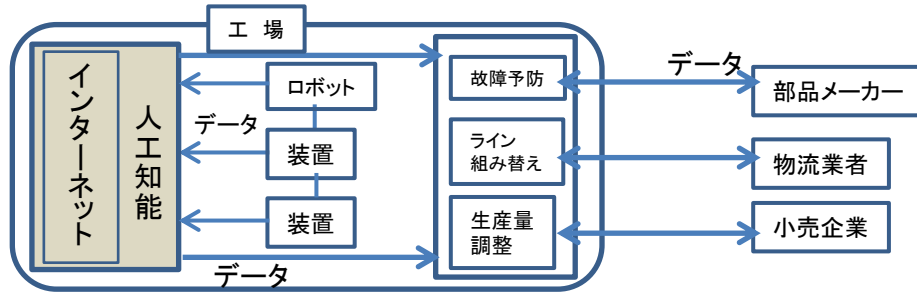 工　場
インターネット
人工知能
ロボット
データ
装置
装置
データ
故障予防
ライン
組み替え
生産量
調整
データ
部品メーカー
物流業者
小売企業